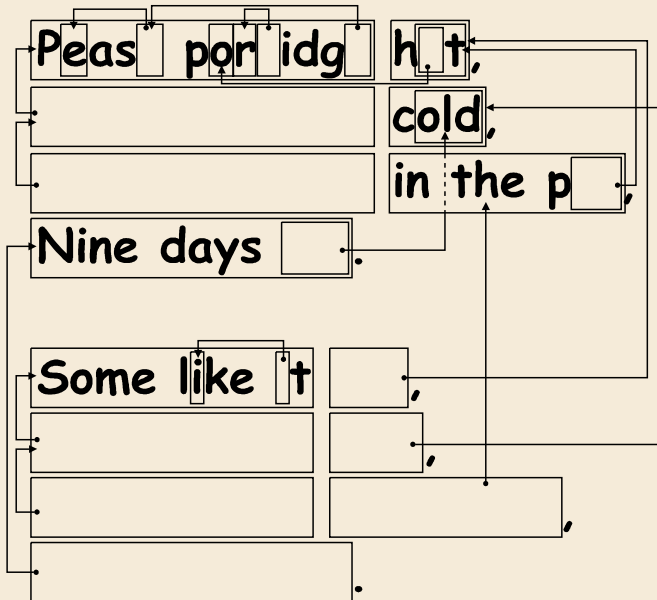 Peas por idg h t,
cold,
in the p ,
Nine days .
Some like t ,
,
,
.